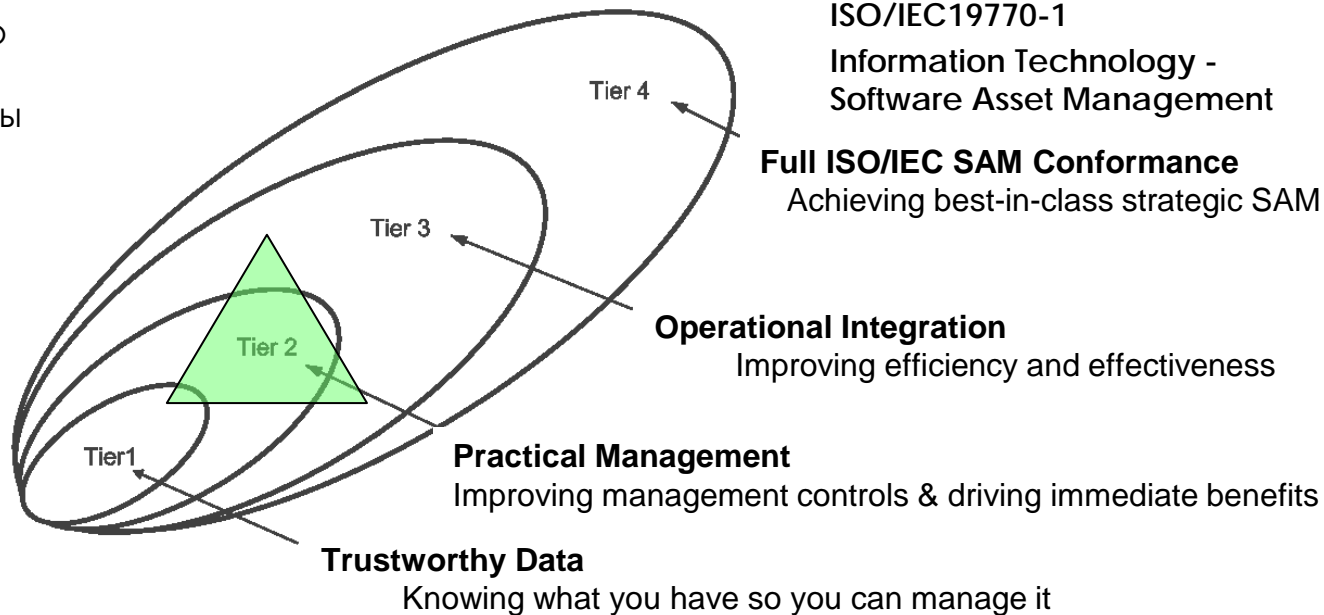 ы
ISO/IEC19770-1
Information Technology -
Software Asset Management
Tier 4
Full ISO/IEC SAM Conformance
Achieving best-in-class strategic SAM
Tier 3
Operational Integration
Improving efficiency and effectiveness
Tier 2
Practical Management
Improving management controls & driving immediate benefits
Tier1
Trustworthy Data
Knowing what you have so you can manage it